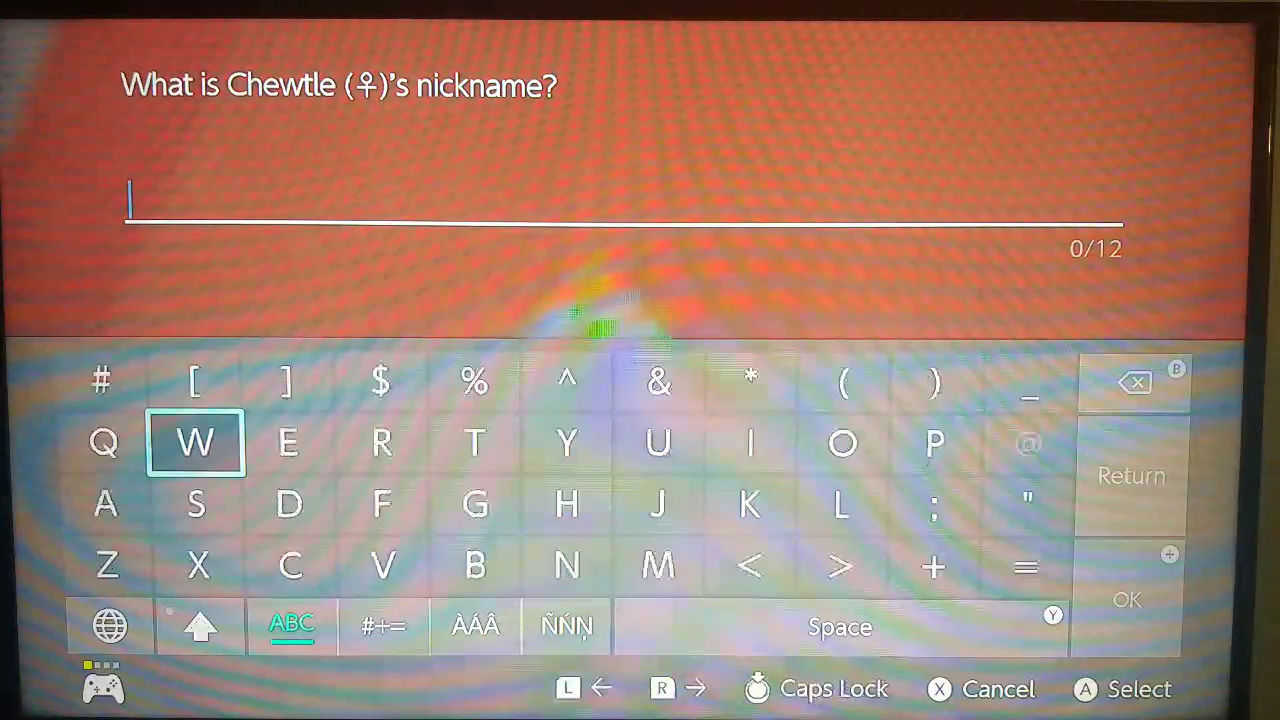 What is Chewtle (♀)'s nickname?
0/12
# [ ] $ % ^ & * ( ) _ B
Q W E R T Y U I O P @
Return
A S D F G H J K L ; "
Z X C V B N M < > + = +
OK
ABC #+= ÀÁÂ ÑŃŅ Space Y
L ← R → Caps Lock X Cancel A Select